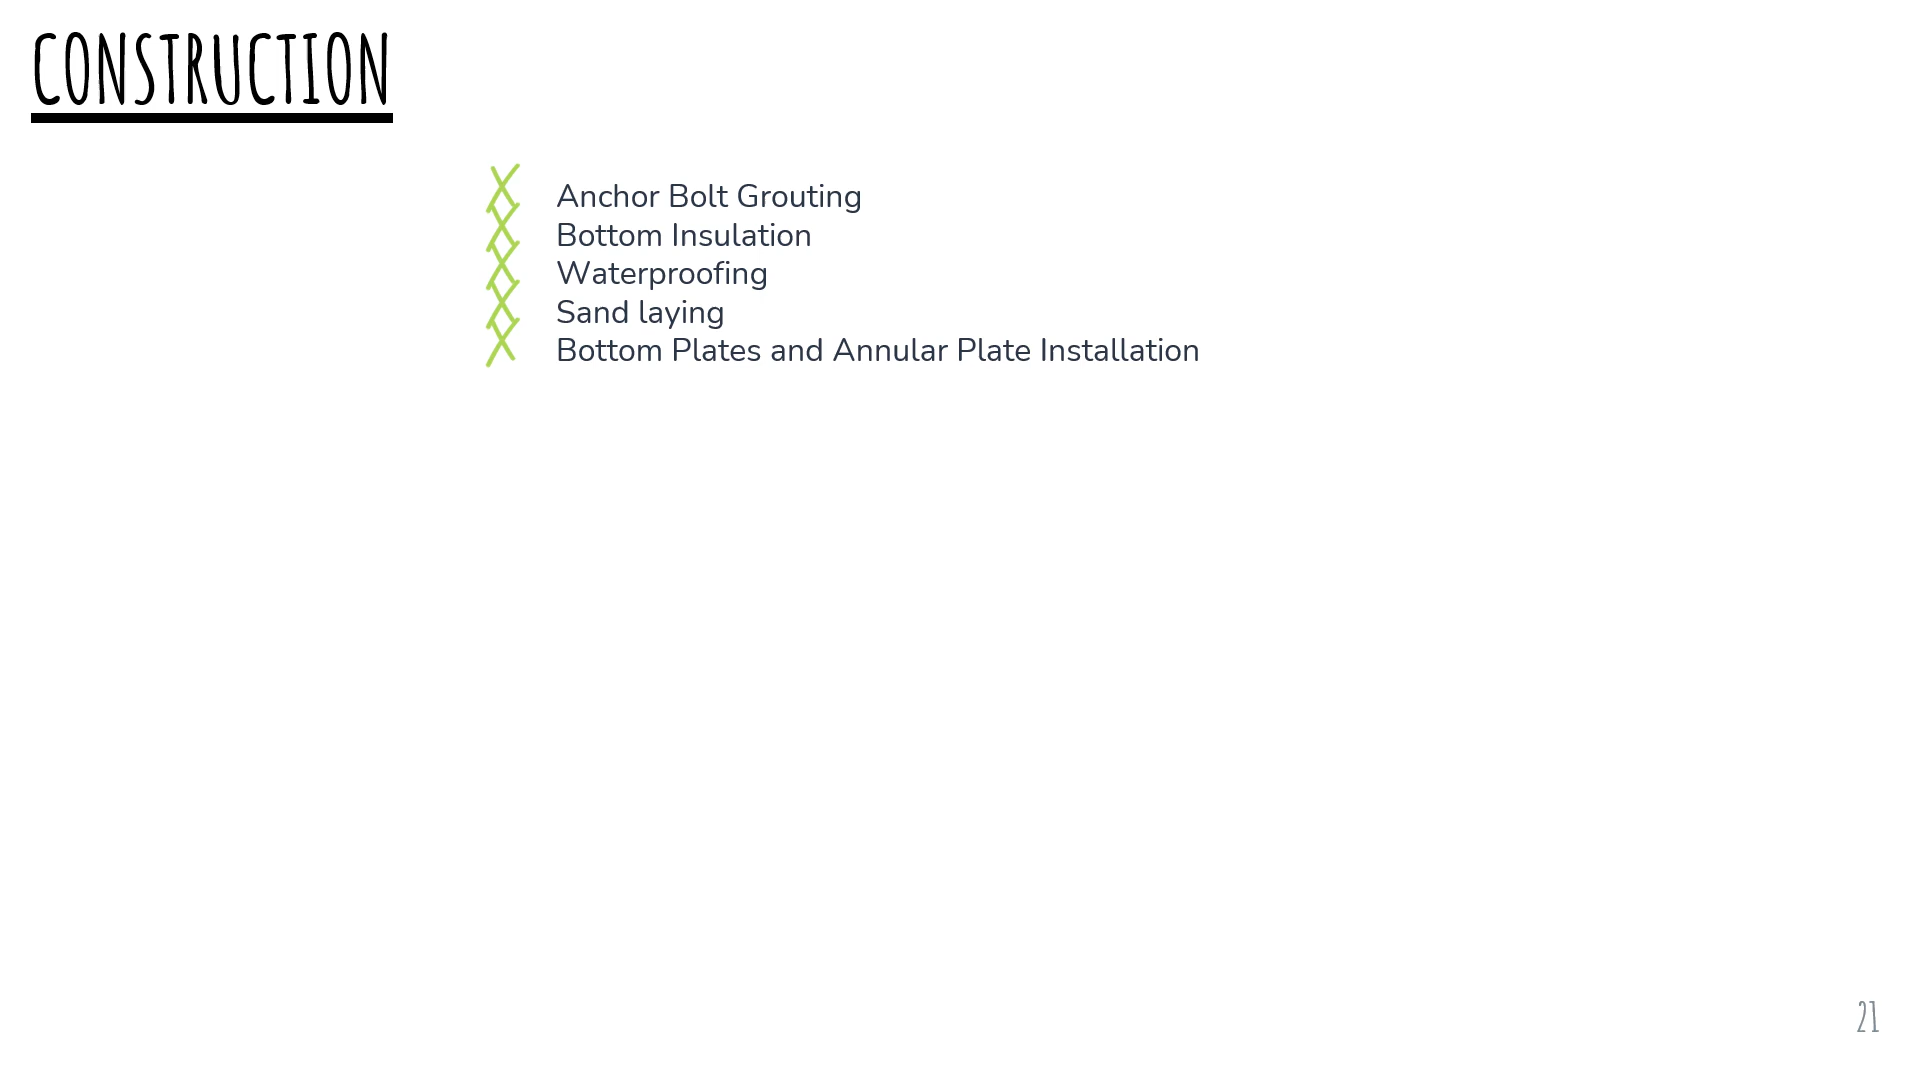 CONSTRUCTION
Anchor Bolt Grouting
Bottom Insulation
Waterproofing
Sand laying
Bottom Plates and Annular Plate Installation
21